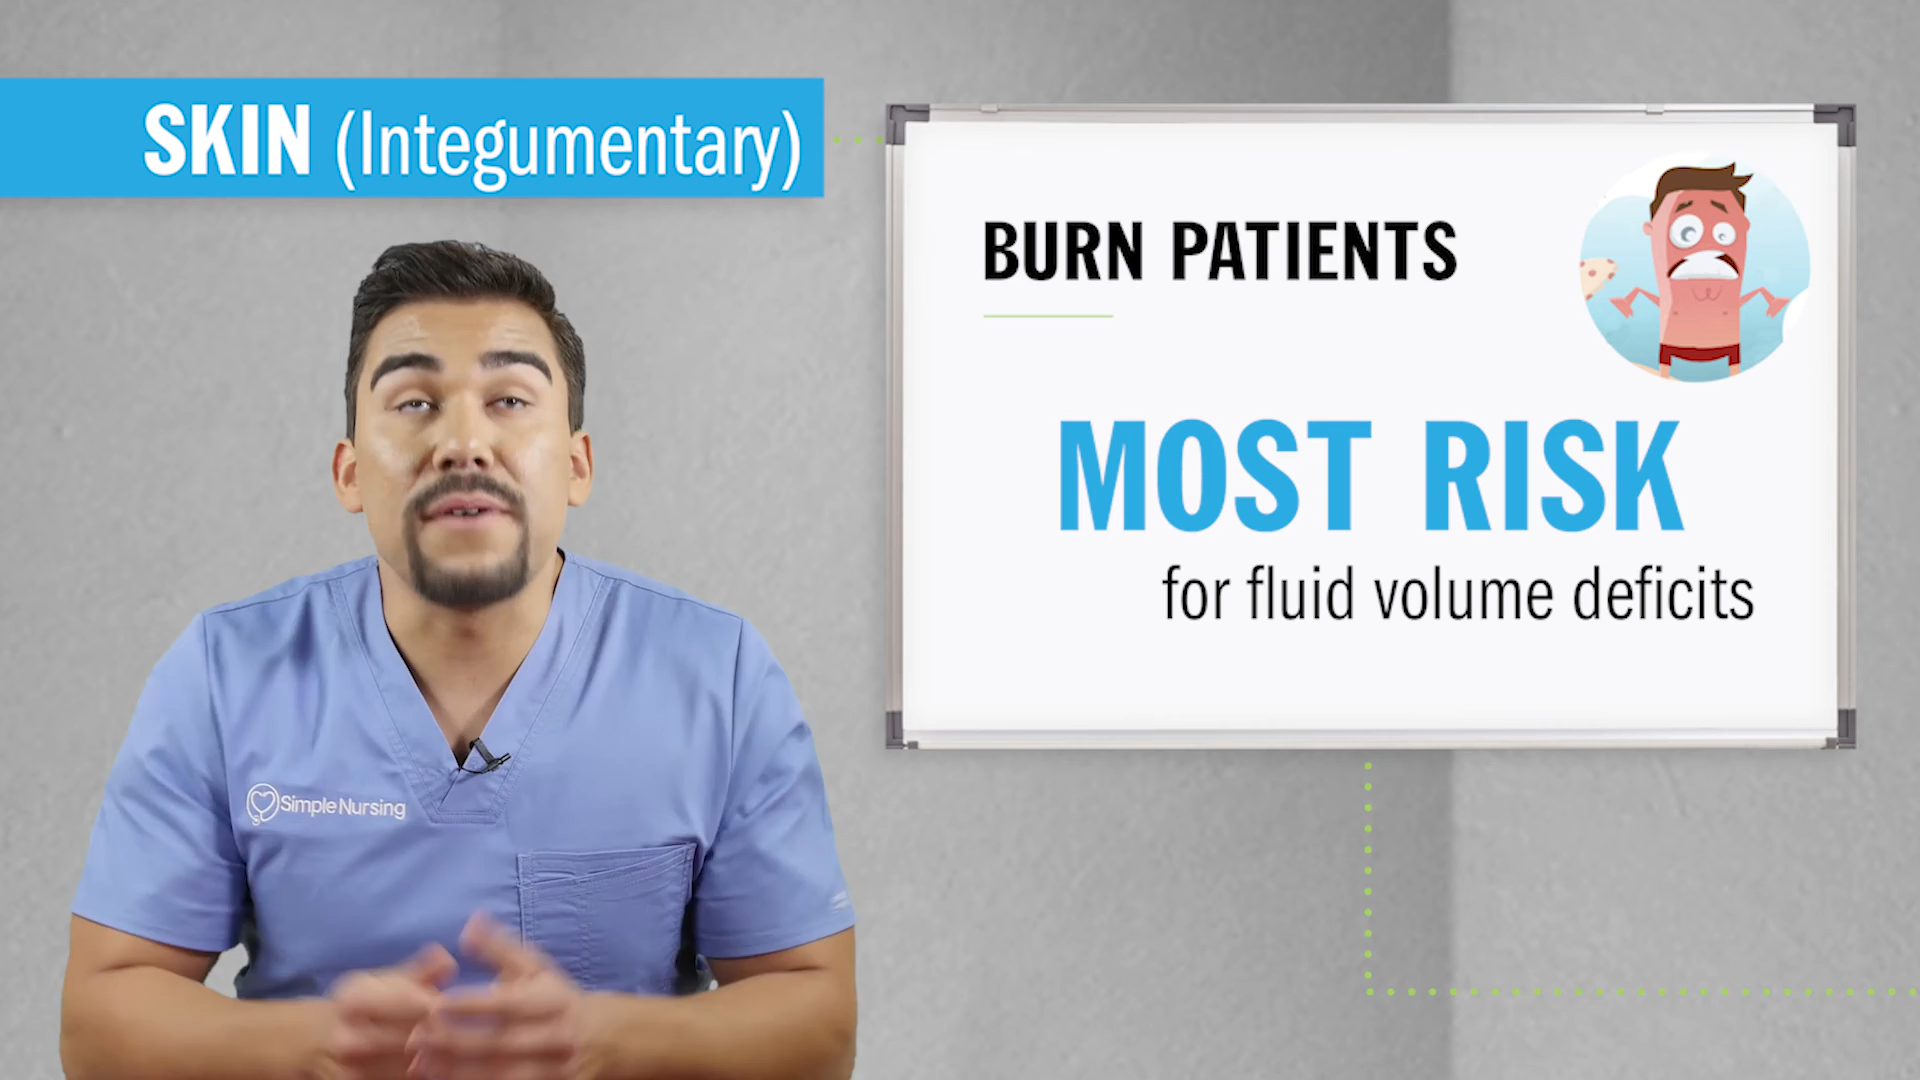 SKIN (Integumentary)
BURN PATIENTS
MOST RISK
for fluid volume deficits
Simple Nursing